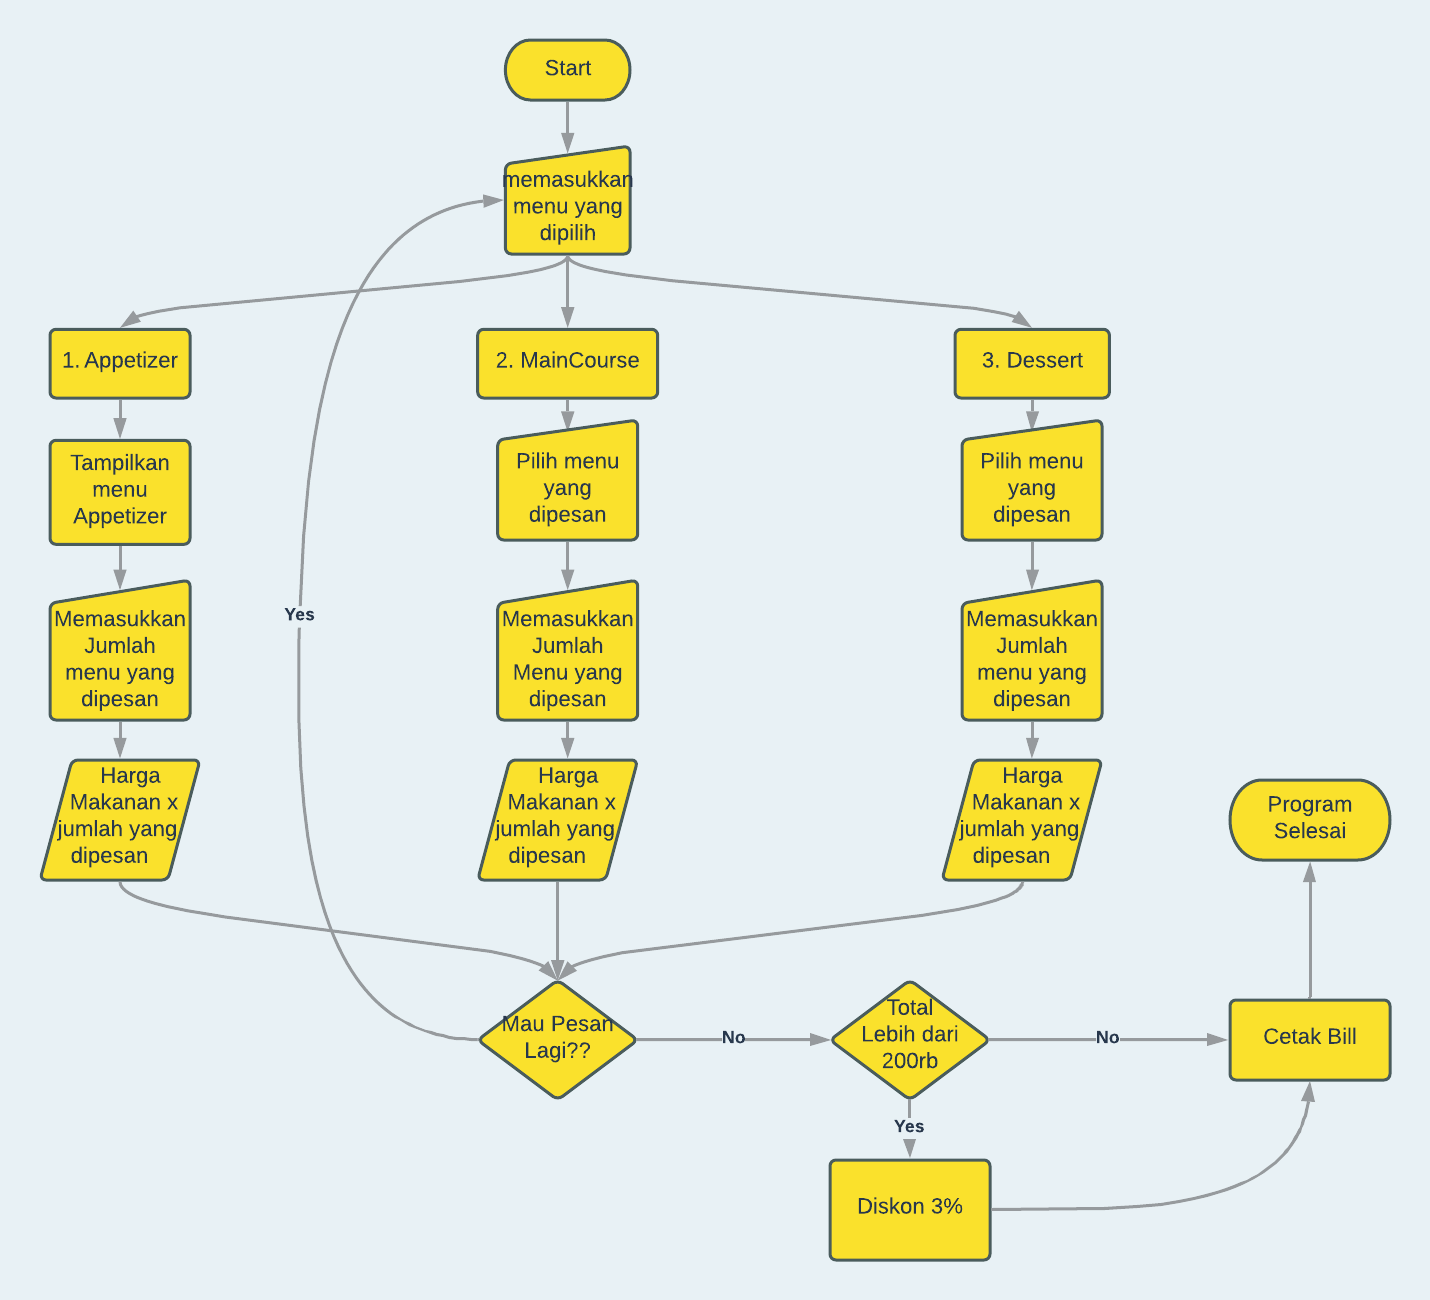 Start
memasukkan
menu yang
dipilih
1. Appetizer
2. MainCourse
3. Dessert
Tampilkan
menu
Appetizer
Pilih menu
yang
dipesan
Pilih menu
yang
dipesan
Memasukkan
Jumlah
menu yang
dipesan
Memasukkan
Jumlah
Menu yang
dipesan
Memasukkan
Jumlah
menu yang
dipesan
Yes
Harga
Makanan x
jumlah yang
dipesan
Harga
Makanan x
jumlah yang
dipesan
Harga
Makanan x
jumlah yang
dipesan
Program
Selesai
Mau Pesan
Lagi??
No
Total
Lebih dari
200rb
No
Cetak Bill
Yes
Diskon 3%